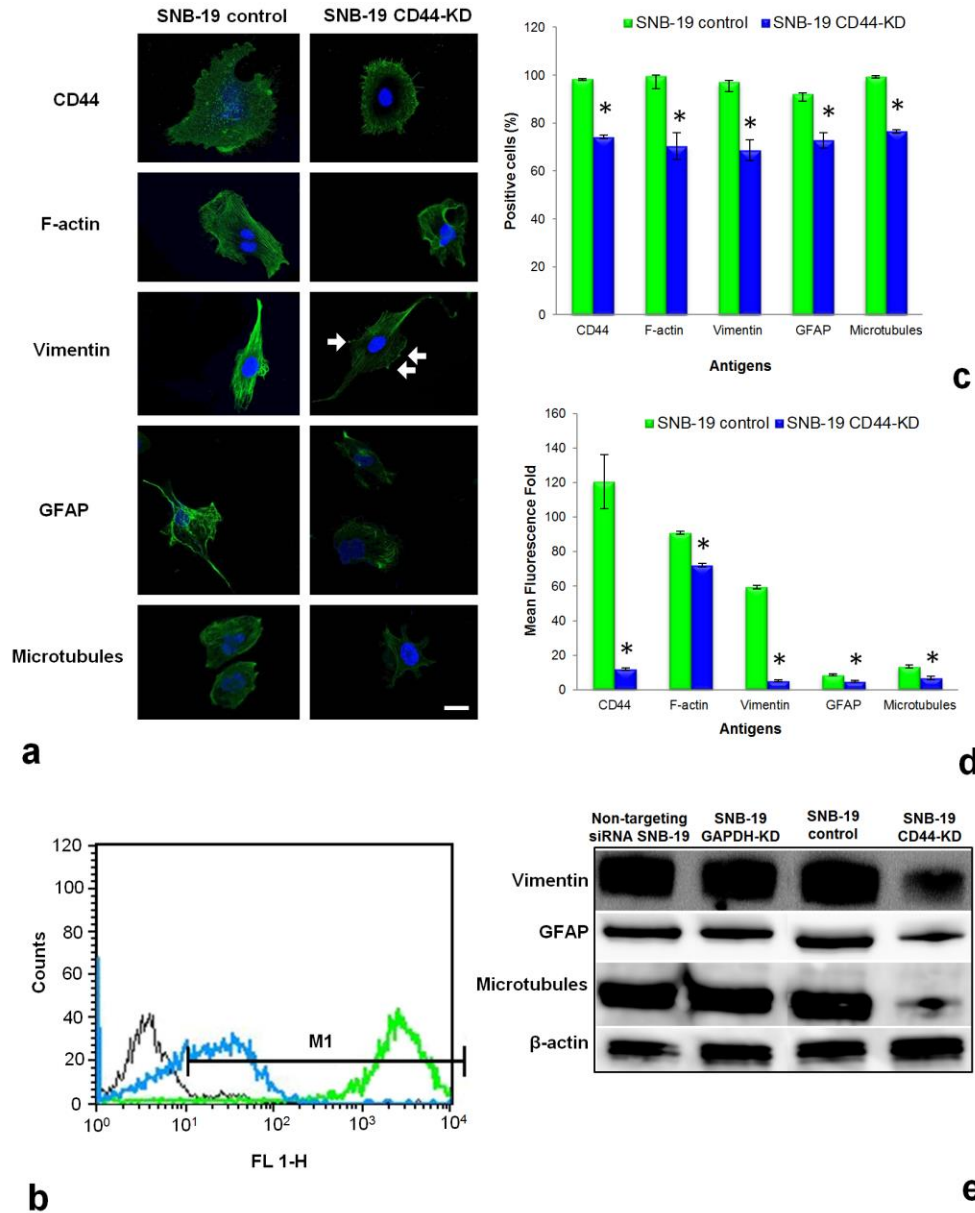 SNB-19 control SNB-19 CD44-KD
CD44
F-actin
Vimentin
GFAP
Microtubules
a
SNB-19 control SNB-19 CD44-KD
120
100
80
60
40
20
0
Positive cells (%)
* * * * *
CD44 F-actin Vimentin GFAP Microtubules
Antigens
c
SNB-19 control SNB-19 CD44-KD
160
140
120
100
80
60
40
20
0
Mean Fluorescence Fold
* * * * *
CD44 F-actin Vimentin GFAP Microtubules
Antigens
d
120
100
80
60
40
20
0
Counts
M1
10⁰ 10¹ 10² 10³ 10⁴
FL 1-H
b
Non-targeting siRNA SNB-19
SNB-19 GAPDH-KD
SNB-19 control
SNB-19 CD44-KD
Vimentin
GFAP
Microtubules
β-actin
e